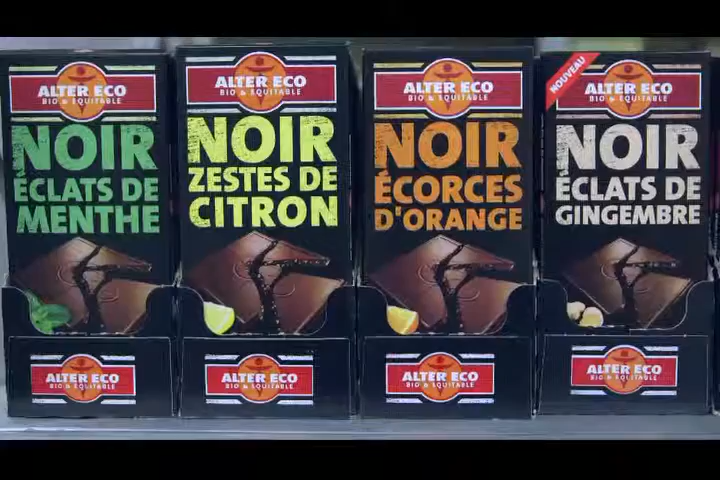 ALTER ECO
BIO & ÉQUITABLE
NOIR
ÉCLATS DE
MENTHE
ALTER ECO
BIO & ÉQUITABLE
NOIR
ZESTES DE
CITRON
ALTER ECO
BIO & ÉQUITABLE
NOIR
ÉCORCES
D'ORANGE
NOUVEAU
ALTER ECO
BIO & ÉQUITABLE
NOIR
ÉCLATS DE
GINGEMBRE
ALTER ECO
BIO & ÉQUITABLE
ALTER ECO
BIO & ÉQUITABLE
ALTER ECO
BIO & ÉQUITABLE
ALTER ECO
BIO & ÉQUITABLE